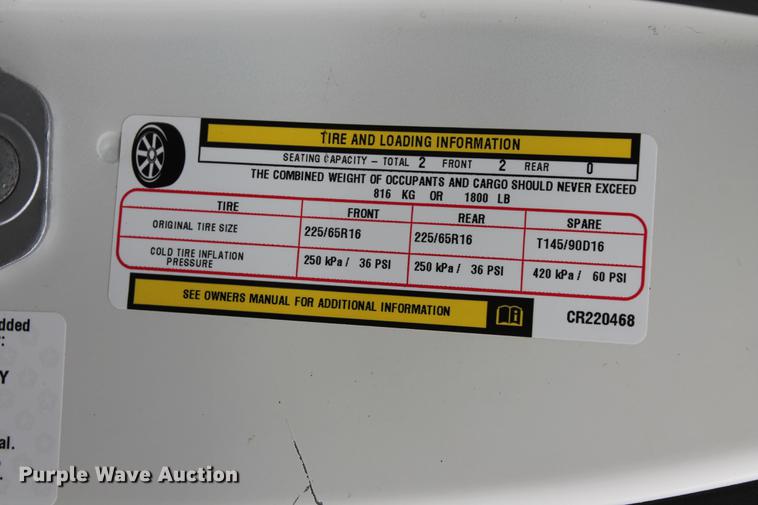 TIRE AND LOADING INFORMATION
SEATING CAPACITY – TOTAL 2 FRONT 2 REAR 0
THE COMBINED WEIGHT OF OCCUPANTS AND CARGO SHOULD NEVER EXCEED
816 KG OR 1800 LB
TIRE FRONT REAR SPARE
ORIGINAL TIRE SIZE 225/65R16 225/65R16 T145/90D16
COLD TIRE INFLATION
PRESSURE 250 kPa / 36 PSI 250 kPa / 36 PSI 420 kPa / 60 PSI
SEE OWNERS MANUAL FOR ADDITIONAL INFORMATION
CR220468
dded
:
Y
al.
.
Purple Wave Auction